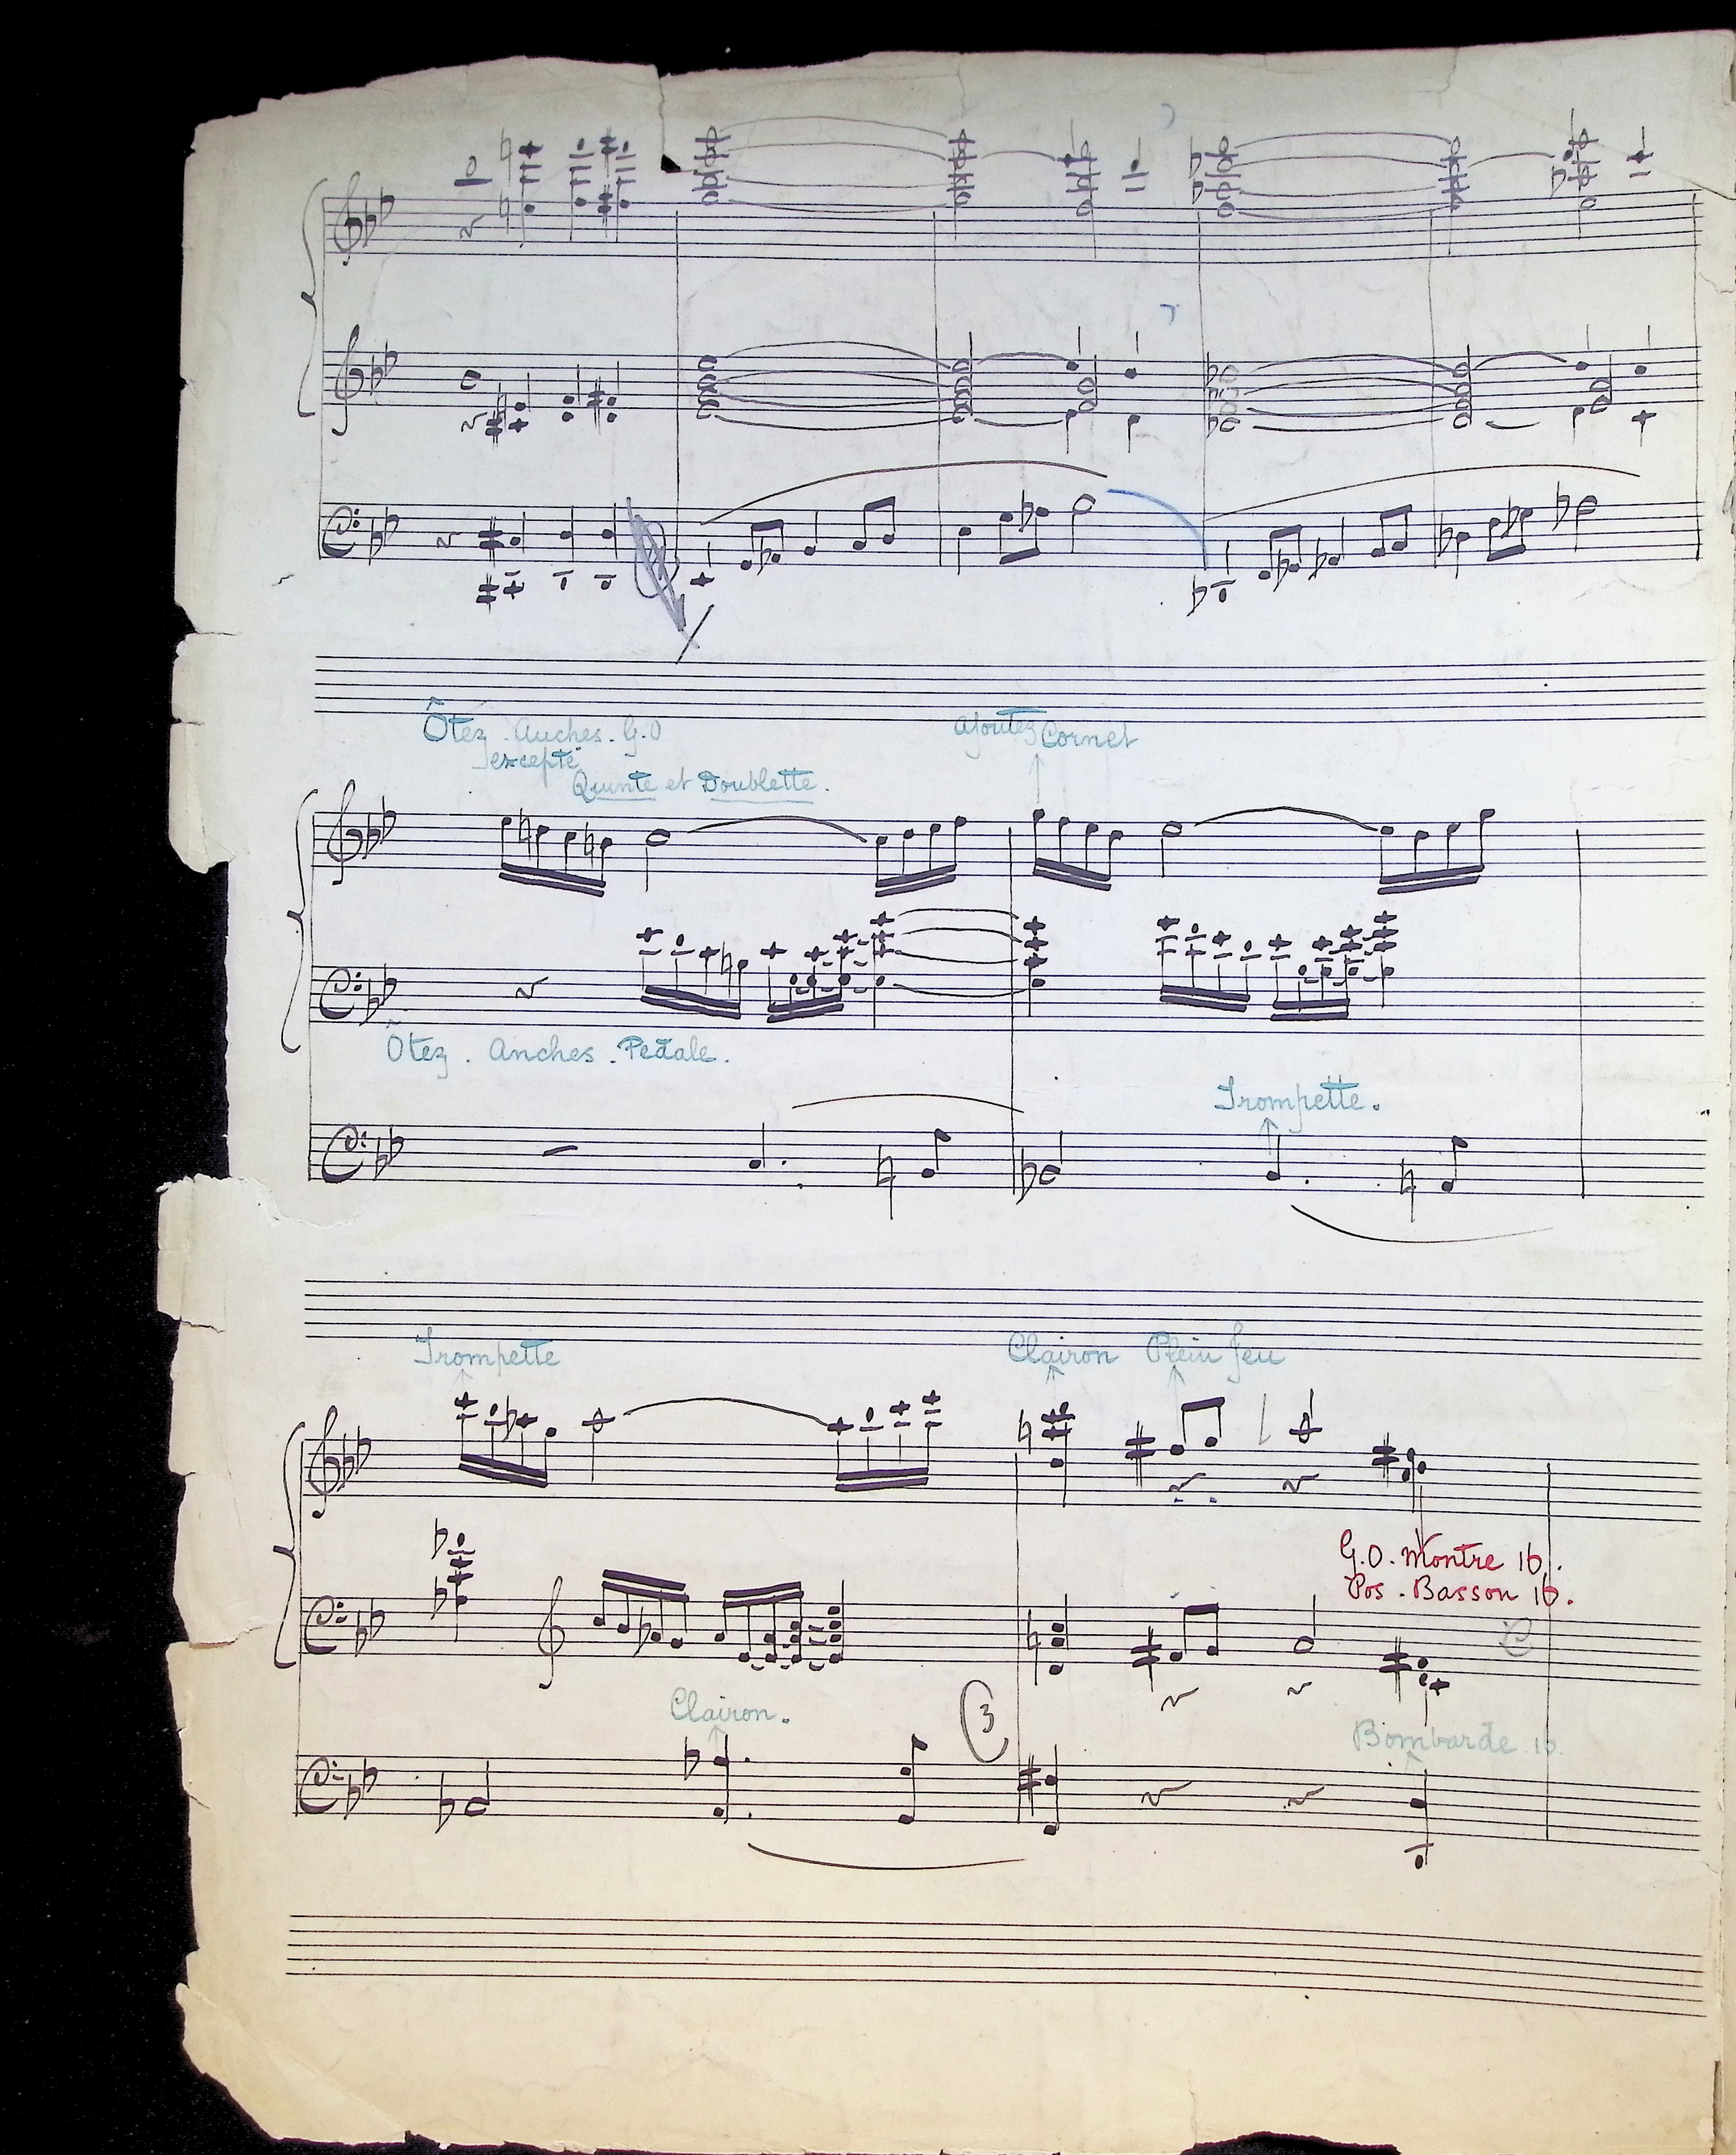 Ôtez. Anches. G.O
excepté
Quinte et Doublette.
ajoutez Cornet
Ôtez. Anches. Pedale.
Trompette.
Trompette
Clairon Plein Jeu
G.O. Montre 16.
Pos. Basson 16.
Clairon.
3
Bombarde 16.